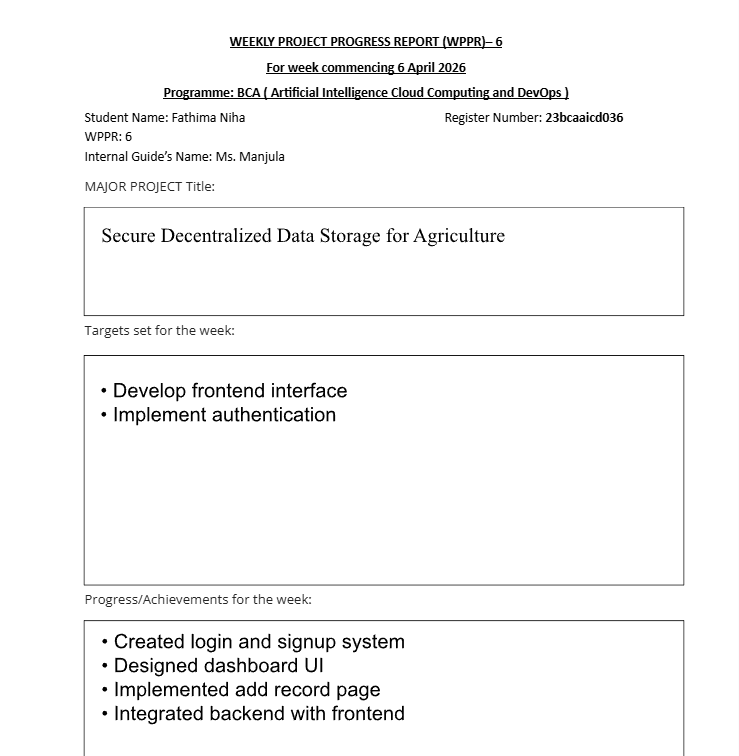 WEEKLY PROJECT PROGRESS REPORT (WPPR)– 6
For week commencing 6 April 2026
Programme: BCA ( Artificial Intelligence Cloud Computing and DevOps )
Student Name: Fathima Niha Register Number: 23bcaaicd036
WPPR: 6
Internal Guide’s Name: Ms. Manjula
MAJOR PROJECT Title:
Secure Decentralized Data Storage for Agriculture
Targets set for the week:
• Develop frontend interface
• Implement authentication
Progress/Achievements for the week:
• Created login and signup system
• Designed dashboard UI
• Implemented add record page
• Integrated backend with frontend